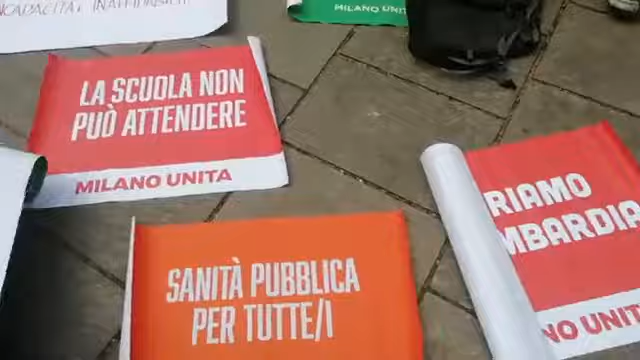 MILANO UNITA
LA SCUOLA NON
PUÒ ATTENDERE
MILANO UNITA
SANITÀ PUBBLICA
PER TUTTE/I
RIAMO
MBARDIA
NO UNITA